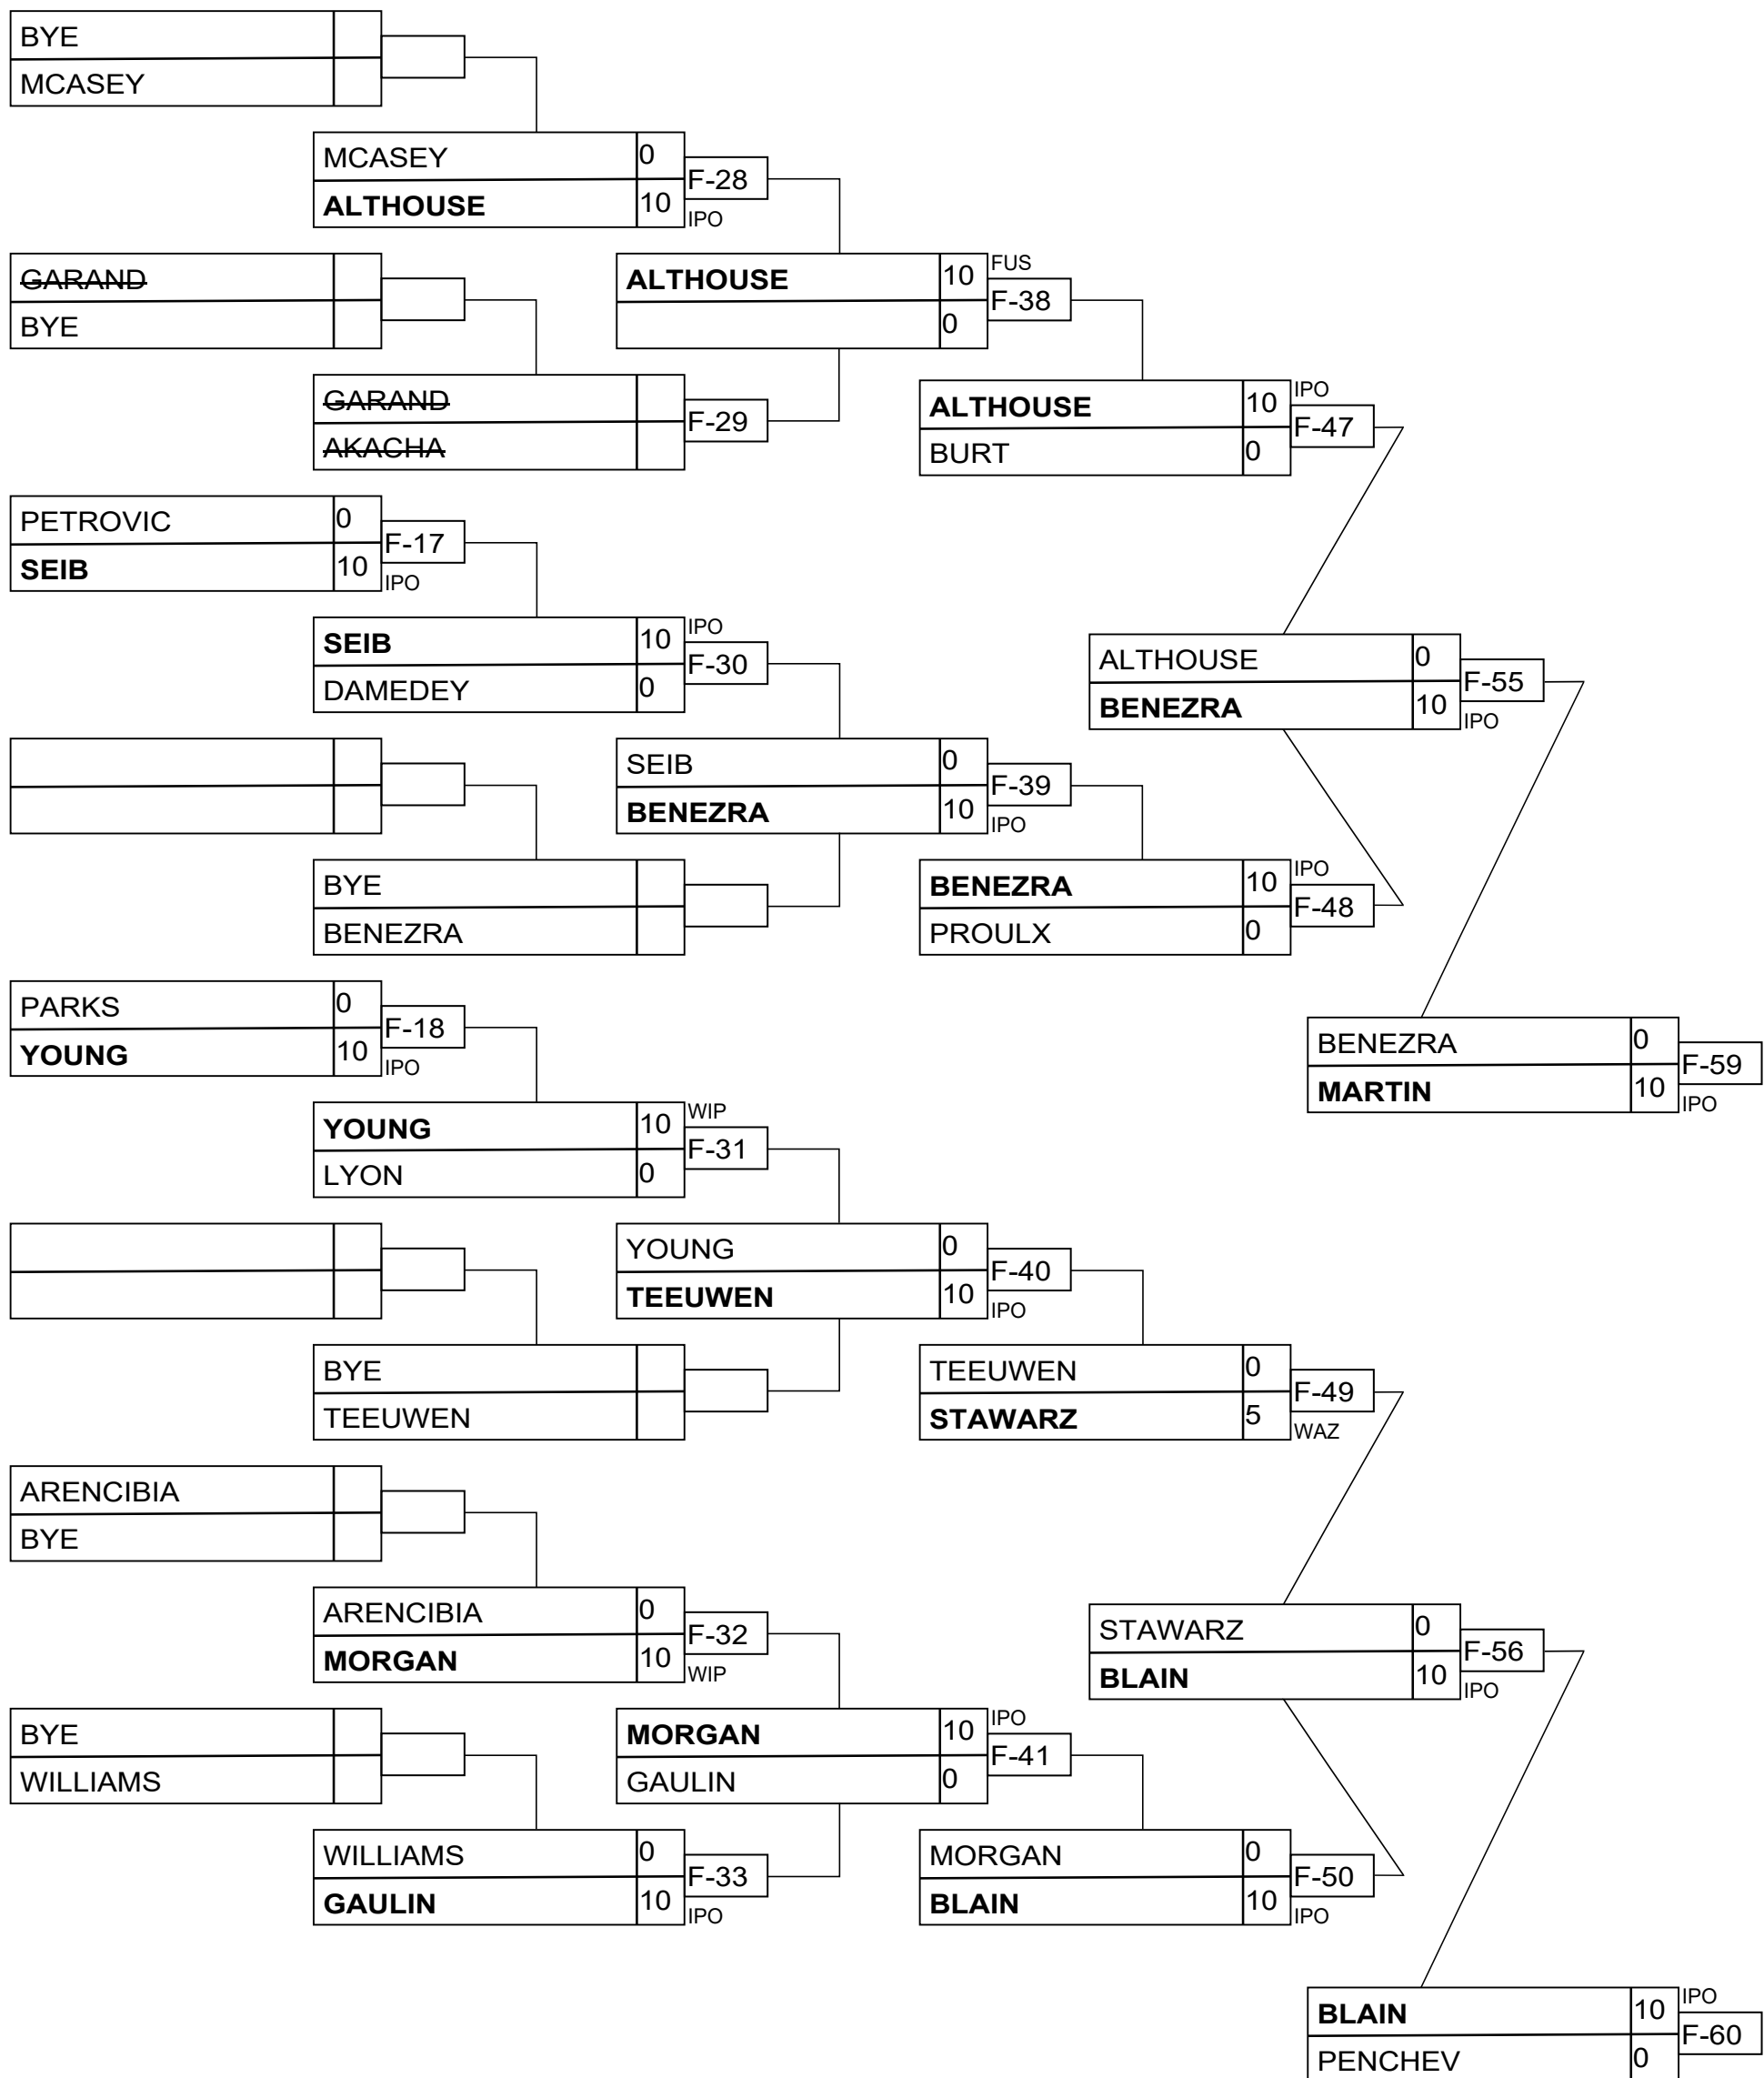 BYE
MCASEY
MCASEY 0
F-28
ALTHOUSE 10
IPO
GARAND
BYE
ALTHOUSE 10
FUS
F-38
0
GARAND
F-29
AKACHA
ALTHOUSE 10
IPO
F-47
BURT 0
PETROVIC 0
F-17
SEIB 10
IPO
SEIB 10
IPO
F-30
DAMEDEY 0
ALTHOUSE 0
F-55
BENEZRA 10
IPO
SEIB 0
F-39
BENEZRA 10
IPO
BYE
BENEZRA
BENEZRA 10
IPO
F-48
PROULX 0
PARKS 0
F-18
YOUNG 10
IPO
BENEZRA 0
F-59
MARTIN 10
IPO
YOUNG 10
WIP
F-31
LYON 0
YOUNG 0
F-40
TEEUWEN 10
IPO
BYE
TEEUWEN
TEEUWEN 0
F-49
STAWARZ 5
WAZ
ARENCIBIA
BYE
ARENCIBIA 0
F-32
MORGAN 10
WIP
STAWARZ 0
F-56
BLAIN 10
IPO
BYE
WILLIAMS
MORGAN 10
IPO
F-41
GAULIN 0
WILLIAMS 0
F-33
GAULIN 10
IPO
MORGAN 0
F-50
BLAIN 10
IPO
BLAIN 10
IPO
F-60
PENCHEV 0